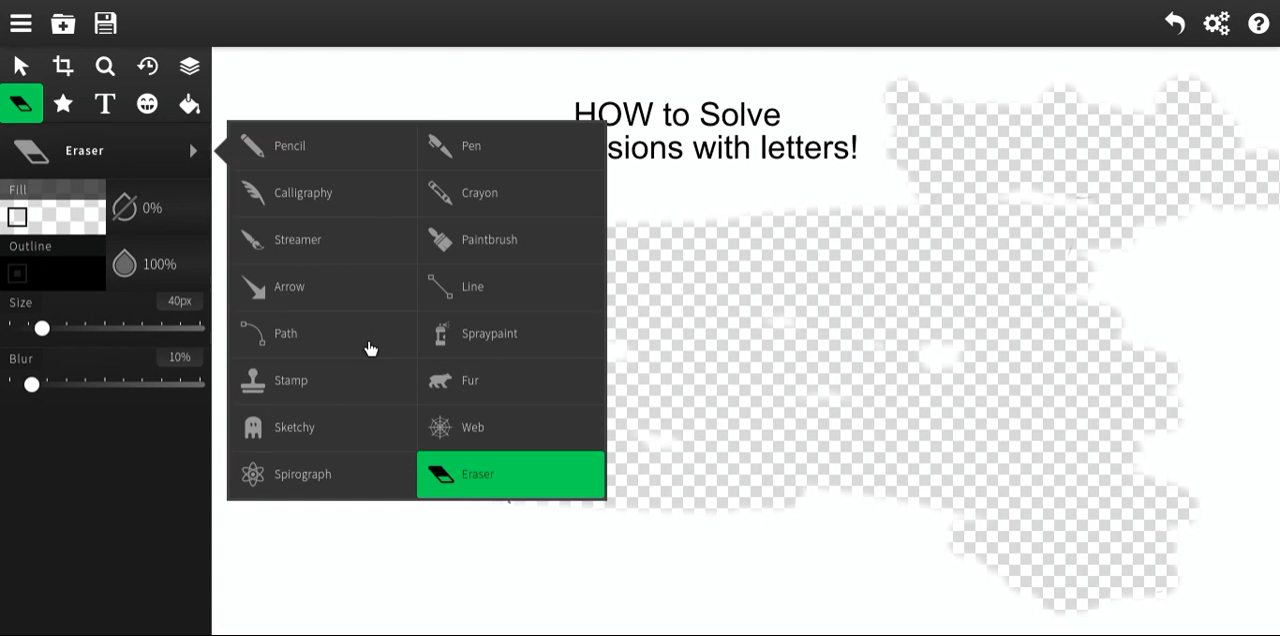 HOW to Solve
sions with letters!
Eraser
Fill
0%
Outline
100%
Size
40px
Blur
10%
Pencil
Pen
Calligraphy
Crayon
Streamer
Paintbrush
Arrow
Line
Path
Spraypaint
Stamp
Fur
Sketchy
Web
Spirograph
Eraser